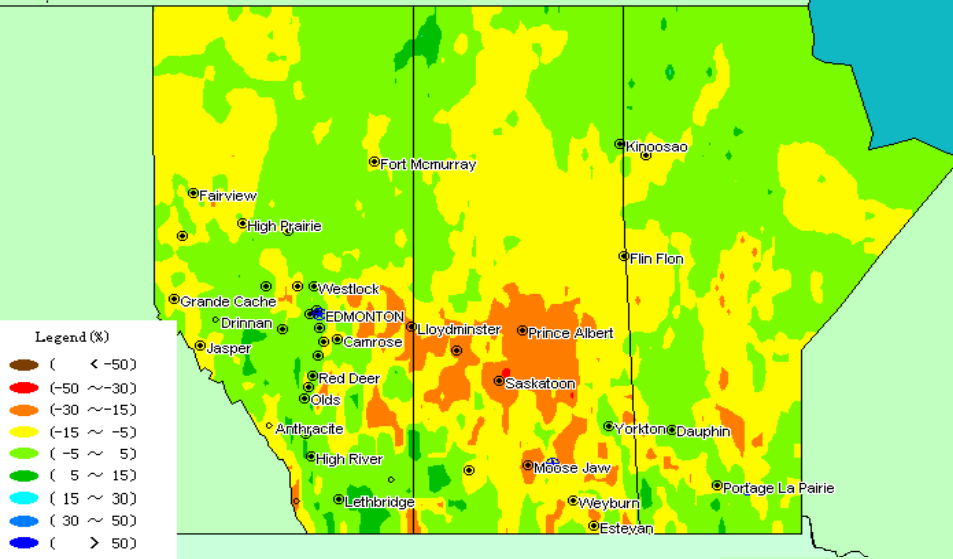 Kinoosao
Fort Mcmurray
Fairview
High Prairie
Flin Flon
Westlock
Grande Cache
EDMONTON
Drinnan
Lloydminster
Prince Albert
Camrose
Jasper
Red Deer
Saskatoon
Olds
Anthracite
Yorkton
Dauphin
High River
Moose Jaw
Portage La Pairie
Lethbridge
Weyburn
Estevan
Legend(%)
( < -50)
(-50 ~-30)
(-30 ~-15)
(-15 ~ -5)
( -5 ~ 5)
( 5 ~ 15)
( 15 ~ 30)
( 30 ~ 50)
( > 50)